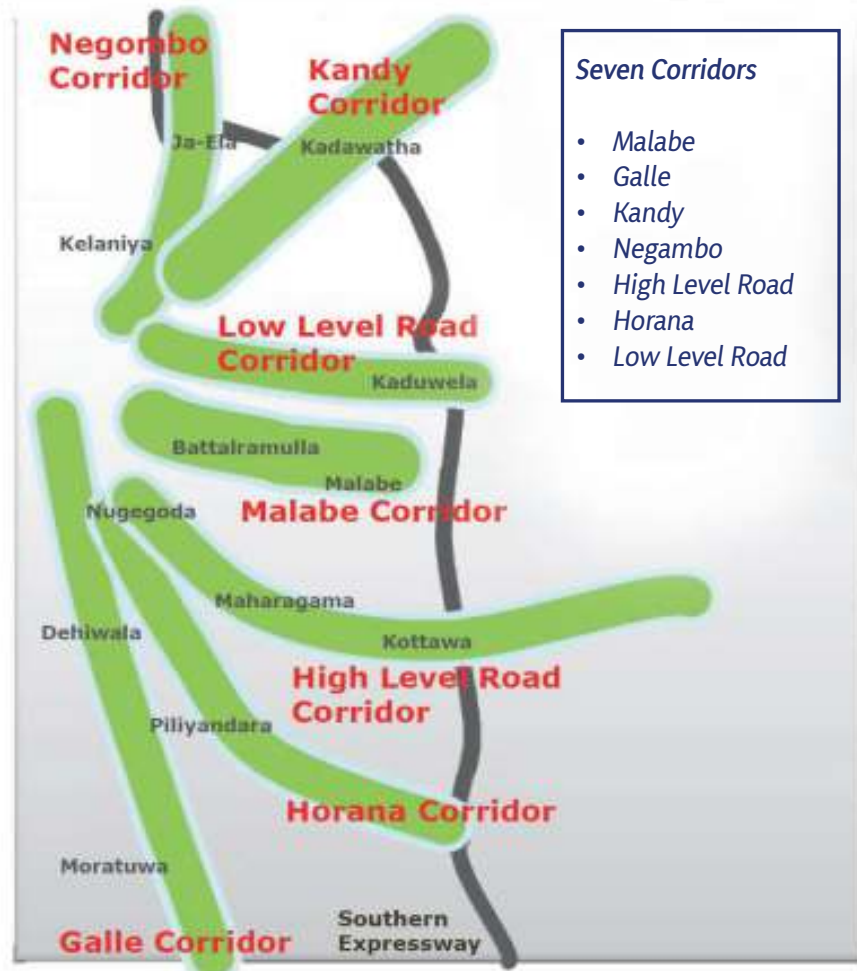 Negombo
Corridor
Kandy
Corridor
Ja-Ela
Kadawatha
Kelaniya
Low Level Road
Corridor
Kaduwela
Battalramulla
Malabe
Malabe Corridor
Nugegoda
Maharagama
Dehiwala
Kottawa
High Level Road
Corridor
Piliyandara
Horana Corridor
Moratuwa
Galle Corridor
Southern
Expressway
Seven Corridors
• Malabe
• Galle
• Kandy
• Negambo
• High Level Road
• Horana
• Low Level Road